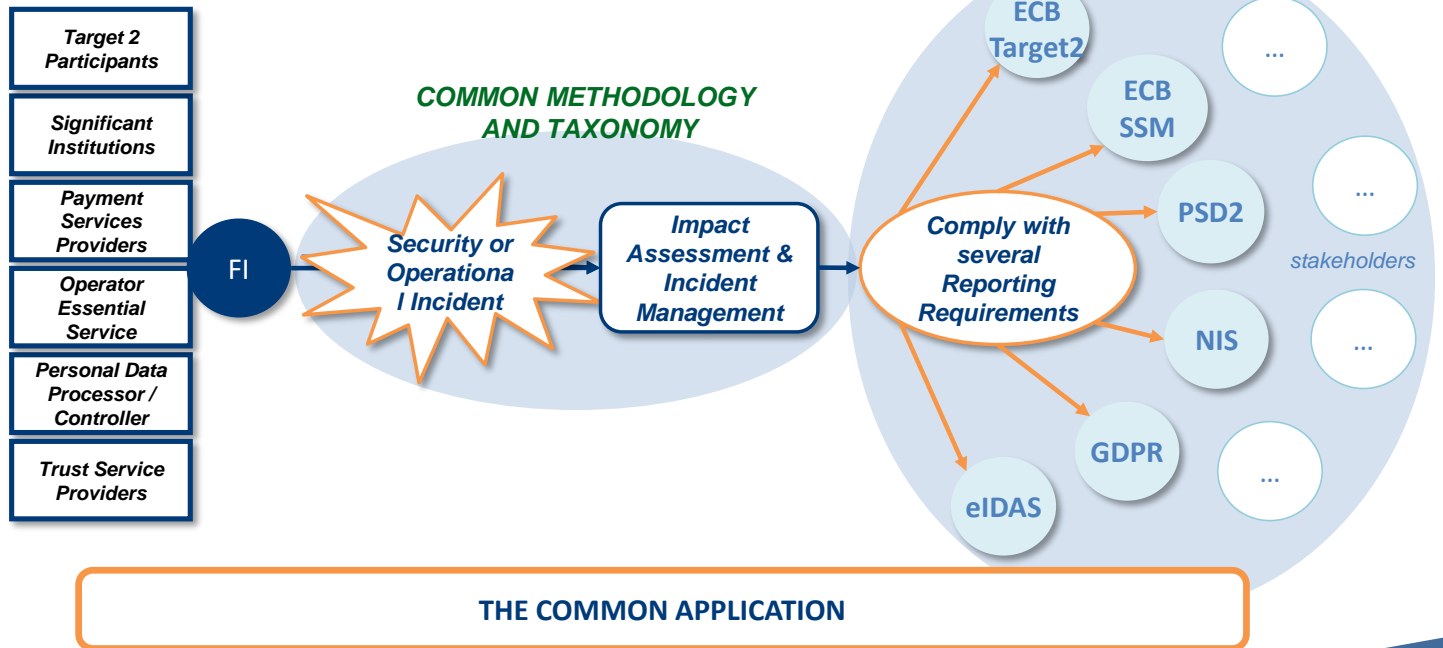 Target 2
Participants
Significant
Institutions
Payment
Services
Providers
Operator
Essential
Service
Personal Data
Processor /
Controller
Trust Service
Providers
FI
COMMON METHODOLOGY
AND TAXONOMY
Security or
Operationa
l Incident
Impact
Assessment &
Incident
Management
Comply with
several
Reporting
Requirements
ECB
Target2
ECB
SSM
PSD2
NIS
GDPR
eIDAS
...
...
stakeholders
...
...
THE COMMON APPLICATION